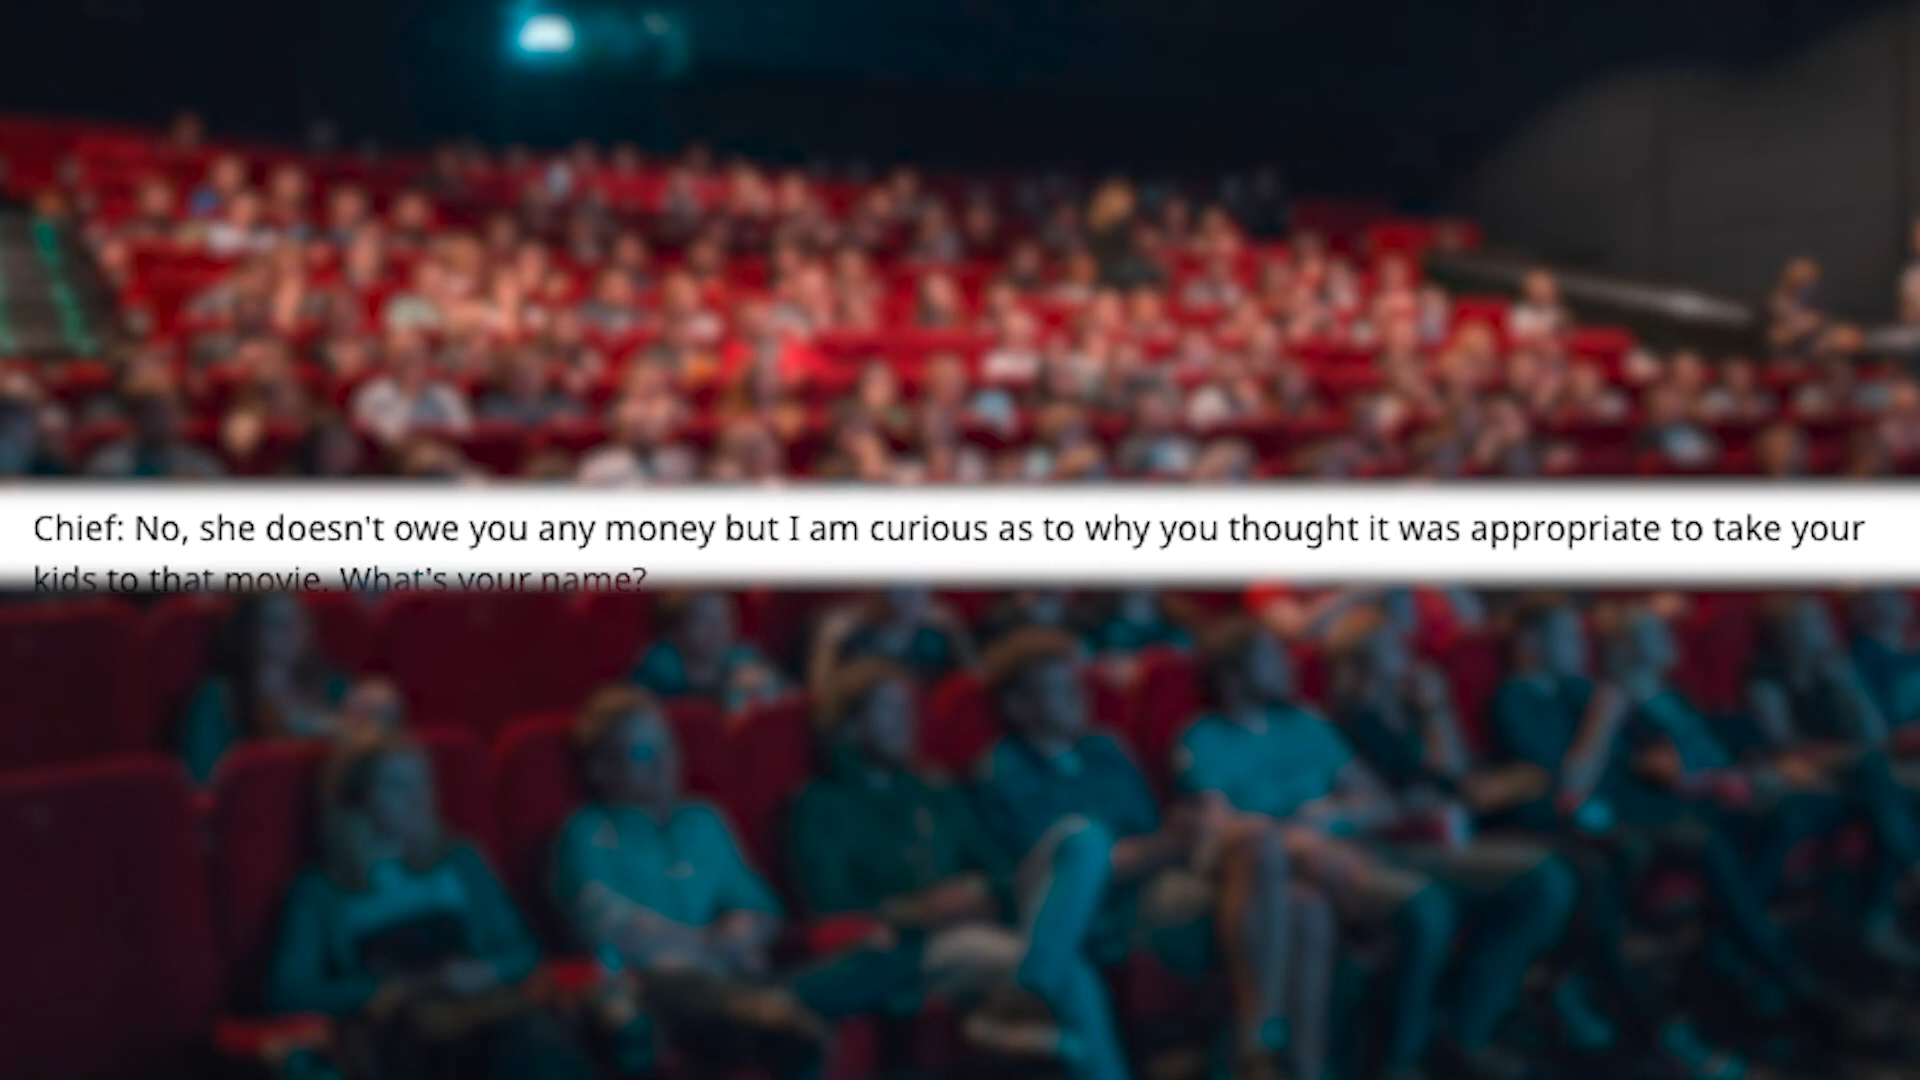 Chief: No, she doesn't owe you any money but I am curious as to why you thought it was appropriate to take your
kids to that movie. What's your name?